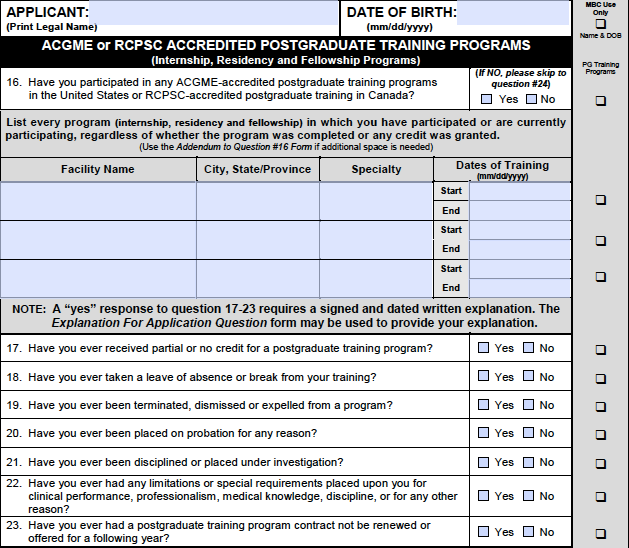 APPLICANT:
(Print Legal Name)
DATE OF BIRTH:
(mm/dd/yyyy)
MBC Use
Only
Name & DOB
ACGME or RCPSC ACCREDITED POSTGRADUATE TRAINING PROGRAMS
(Internship, Residency and Fellowship Programs)
PG Training
Programs
16. Have you participated in any ACGME-accredited postgraduate training programs
in the United States or RCPSC-accredited postgraduate training in Canada?
(If NO, please skip to
question #24)
Yes No
List every program (internship, residency and fellowship) in which you have participated or are currently
participating, regardless of whether the program was completed or any credit was granted.
(Use the Addendum to Question #16 Form if additional space is needed)
Facility Name City, State/Province Specialty Dates of Training
(mm/dd/yyyy)
Start
End
Start
End
Start
End
NOTE: A “yes” response to question 17-23 requires a signed and dated written explanation. The
Explanation For Application Question form may be used to provide your explanation.
17. Have you ever received partial or no credit for a postgraduate training program? Yes No
18. Have you ever taken a leave of absence or break from your training? Yes No
19. Have you ever been terminated, dismissed or expelled from a program? Yes No
20. Have you ever been placed on probation for any reason? Yes No
21. Have you ever been disciplined or placed under investigation? Yes No
22. Have you ever had any limitations or special requirements placed upon you for
clinical performance, professionalism, medical knowledge, discipline, or for any other
reason?
Yes No
23. Have you ever had a postgraduate training program contract not be renewed or
offered for a following year?
Yes No